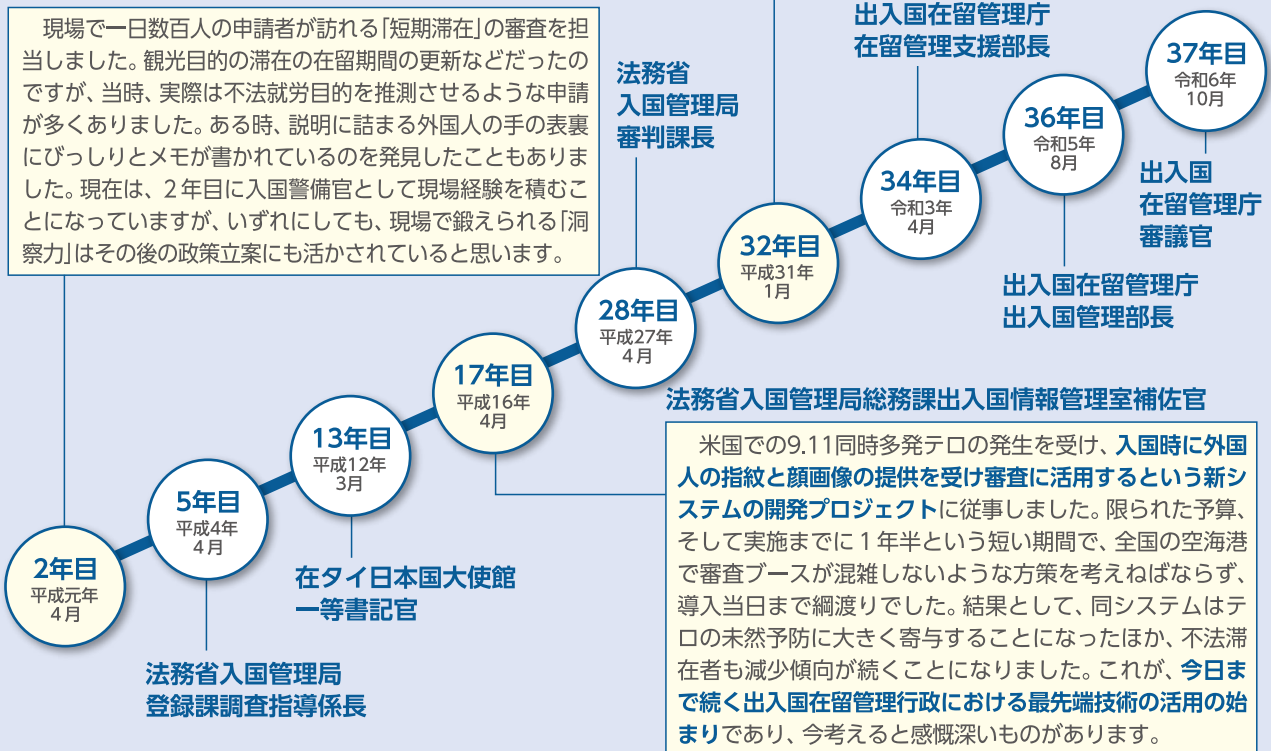 現場で一日数百人の申請者が訪れる「短期滞在」の審査を担
当しました。観光目的の滞在の在留期間の更新などだったの
ですが、当時、実際は不法就労目的を推測させるような申請
が多くありました。ある時、説明に詰まる外国人の手の表裏
にびっしりとメモが書かれているのを発見したこともありま
した。現在は、2年目に入国警備官として現場経験を積むこ
とになっていますが、いずれにしても、現場で鍛えられる「洞
察力」はその後の政策立案にも活かされていると思います。
2年目
平成元年
4月
5年目
平成4年
4月
法務省入国管理局
登録課調査指導係長
13年目
平成12年
3月
在タイ日本国大使館
一等書記官
17年目
平成16年
4月
法務省入国管理局総務課出入国情報管理室補佐官
米国での9.11同時多発テロの発生を受け、入国時に外国
人の指紋と顔画像の提供を受け審査に活用するという新シ
ステムの開発プロジェクトに従事しました。限られた予算、
そして実施までに1年半という短い期間で、全国の空海港
で審査ブースが混雑しないような方策を考えねばならず、
導入当日まで綱渡りでした。結果として、同システムはテ
ロの未然予防に大きく寄与することになったほか、不法滞
在者も減少傾向が続くことになりました。これが、今日ま
で続く出入国在留管理行政における最先端技術の活用の始
まりであり、今考えると感慨深いものがあります。
28年目
平成27年
4月
法務省
入国管理局
審判課長
32年目
平成31年
1月
34年目
令和3年
4月
出入国在留管理庁
在留管理支援部長
36年目
令和5年
8月
出入国在留管理庁
出入国管理部長
37年目
令和6年
10月
出入国
在留管理庁
審議官